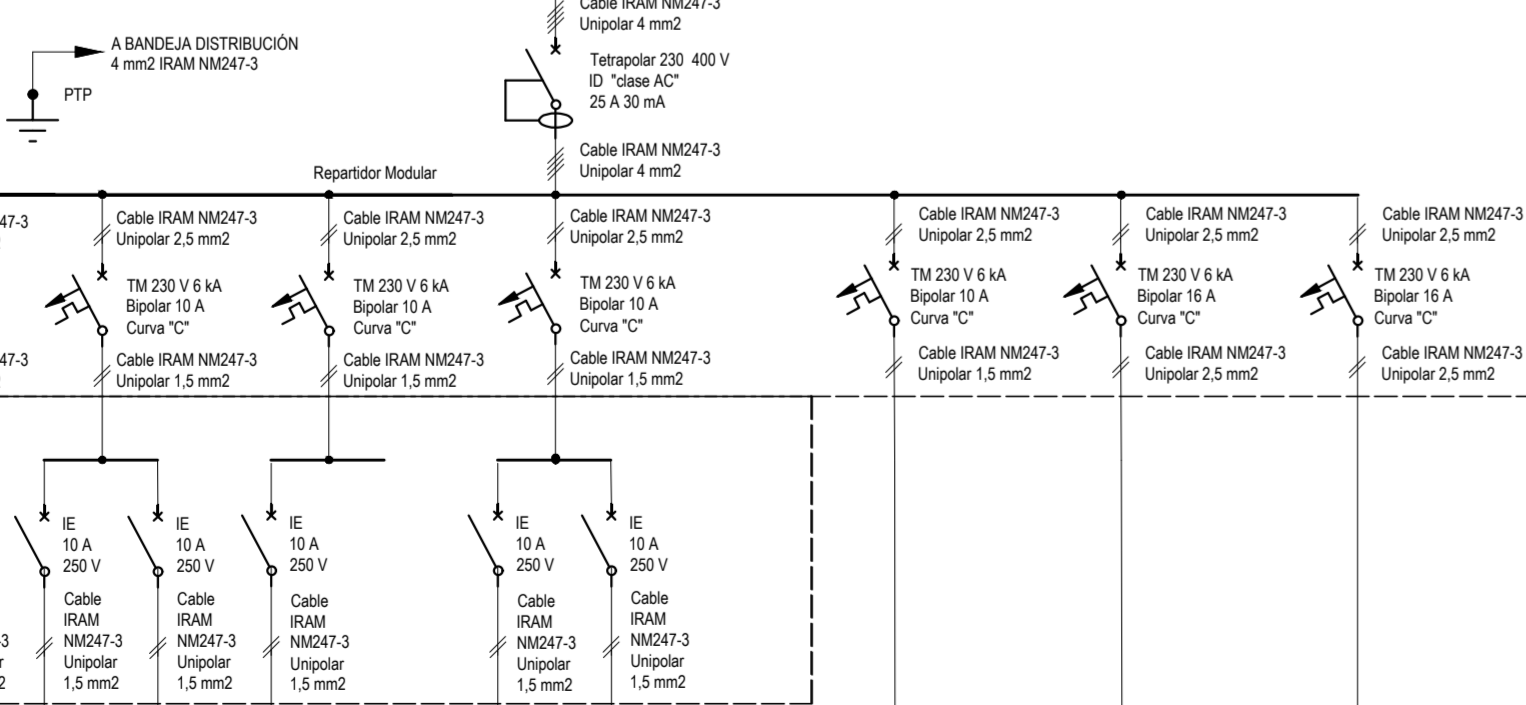 Cable IRAM NM247-3
Unipolar 4 mm2
A BANDEJA DISTRIBUCIÓN
4 mm2 IRAM NM247-3
PTP
Tetrapolar 230 400 V
ID "clase AC"
25 A 30 mA
Cable IRAM NM247-3
Unipolar 4 mm2
Repartidor Modular
47-3
Cable IRAM NM247-3
Unipolar 2,5 mm2
Cable IRAM NM247-3
Unipolar 2,5 mm2
Cable IRAM NM247-3
Unipolar 2,5 mm2
Cable IRAM NM247-3
Unipolar 2,5 mm2
Cable IRAM NM247-3
Unipolar 2,5 mm2
Cable IRAM NM247-3
Unipolar 2,5 mm2
TM 230 V 6 kA
Bipolar 10 A
Curva "C"
TM 230 V 6 kA
Bipolar 10 A
Curva "C"
TM 230 V 6 kA
Bipolar 10 A
Curva "C"
TM 230 V 6 kA
Bipolar 10 A
Curva "C"
TM 230 V 6 kA
Bipolar 16 A
Curva "C"
TM 230 V 6 kA
Bipolar 16 A
Curva "C"
47-3
Cable IRAM NM247-3
Unipolar 1,5 mm2
Cable IRAM NM247-3
Unipolar 1,5 mm2
Cable IRAM NM247-3
Unipolar 1,5 mm2
Cable IRAM NM247-3
Unipolar 1,5 mm2
Cable IRAM NM247-3
Unipolar 2,5 mm2
Cable IRAM NM247-3
Unipolar 2,5 mm2
IE
10 A
250 V
IE
10 A
250 V
IE
10 A
250 V
IE
10 A
250 V
IE
10 A
250 V
-3
r
2
Cable
IRAM
NM247-3
Unipolar
1,5 mm2
Cable
IRAM
NM247-3
Unipolar
1,5 mm2
Cable
IRAM
NM247-3
Unipolar
1,5 mm2
Cable
IRAM
NM247-3
Unipolar
1,5 mm2
Cable
IRAM
NM247-3
Unipolar
1,5 mm2